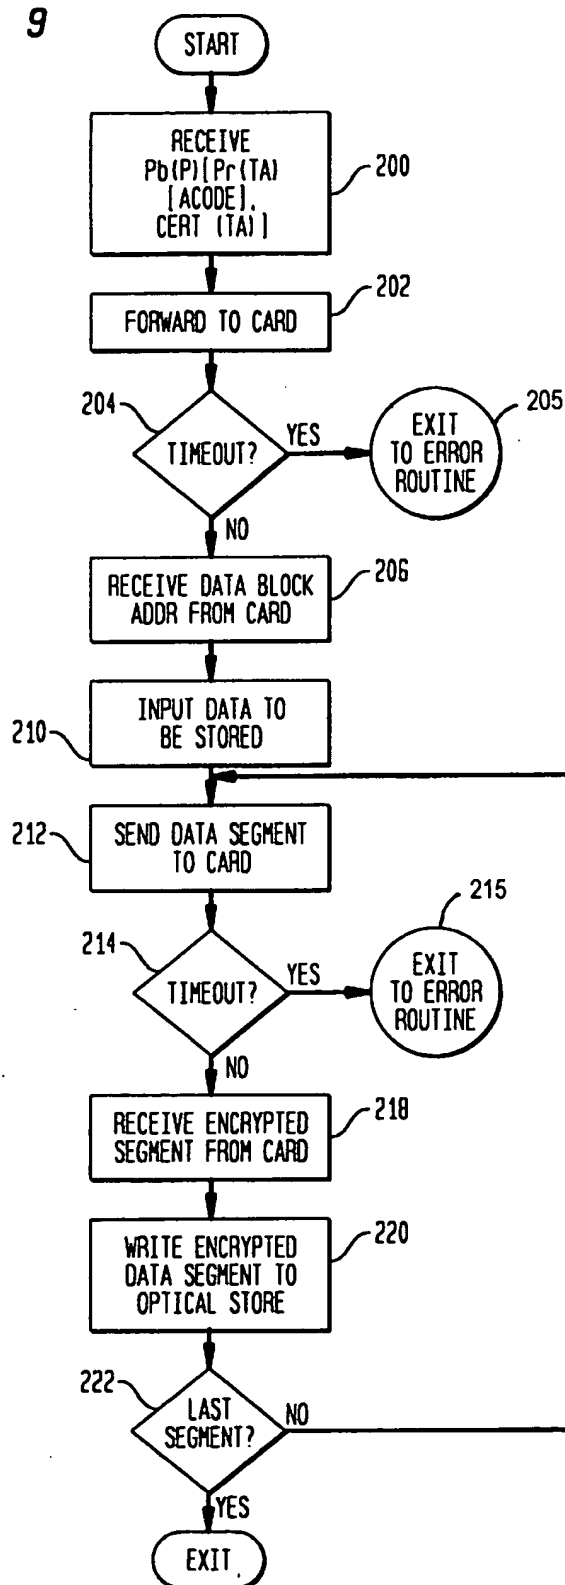 9
START
RECEIVE
Pb(P)[Pr(TA)
[ACODE],
CERT (TA)]
200
FORWARD TO CARD
202
204
TIMEOUT?
YES
EXIT
TO ERROR
ROUTINE
205
NO
RECEIVE DATA BLOCK
ADDR FROM CARD
206
INPUT DATA TO
BE STORED
210
SEND DATA SEGMENT
TO CARD
212
214
TIMEOUT?
YES
EXIT
TO ERROR
ROUTINE
215
NO
RECEIVE ENCRYPTED
SEGMENT FROM CARD
218
WRITE ENCRYPTED
DATA SEGMENT TO
OPTICAL STORE
220
222
LAST
SEGMENT?
NO
YES
EXIT